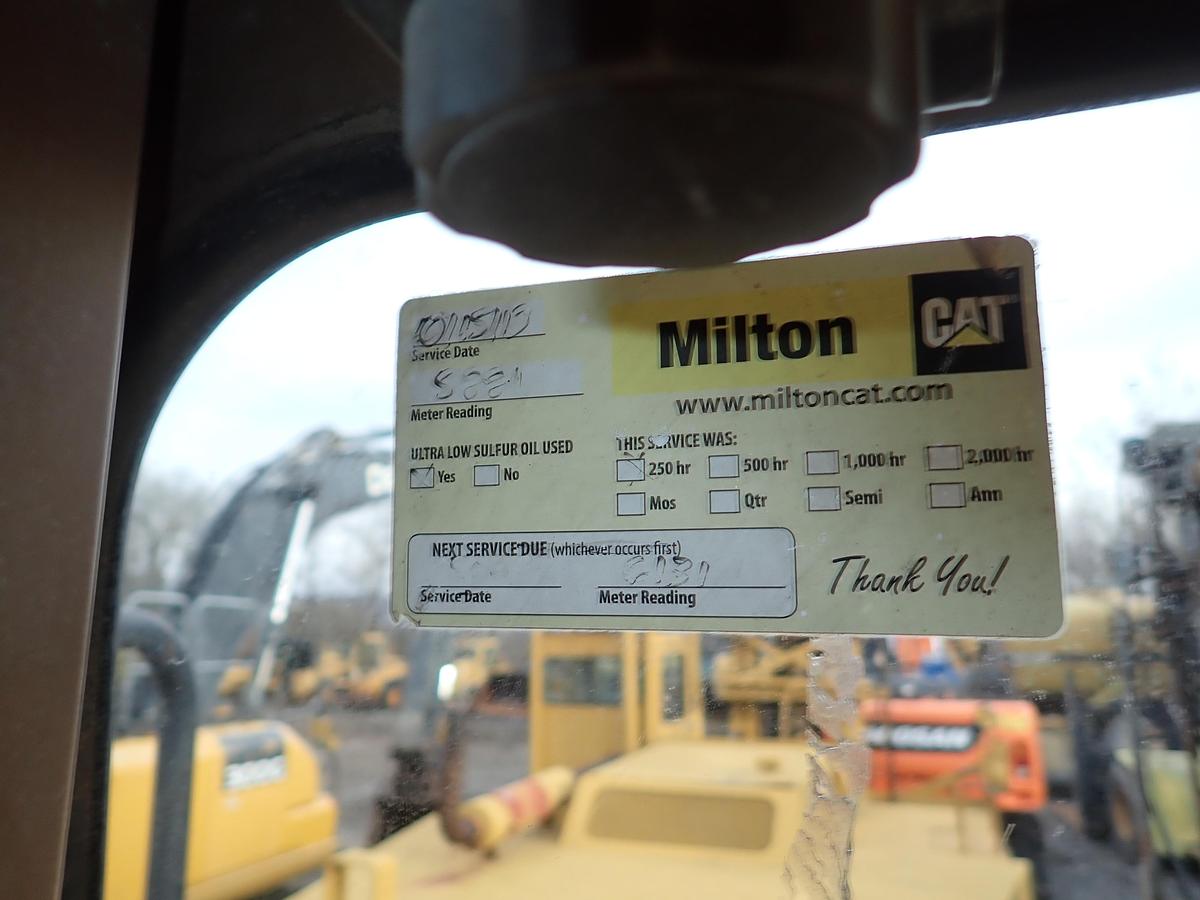 Milton CAT
Service Date
www.miltoncat.com
Meter Reading
ULTRA LOW SULFUR OIL USED
Yes No
THIS SERVICE WAS:
250 hr 500 hr 1,000 hr 2,000 hr
Mos Qtr Semi Ann
NEXT SERVICE DUE (whichever occurs first)
Service Date Meter Reading
Thank You!